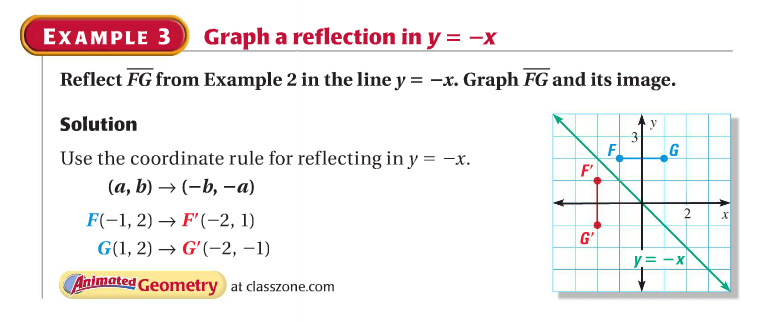 EXAMPLE 3 Graph a reflection in y = −x
Reflect F̅G̅ from Example 2 in the line y = −x. Graph F̅G̅ and its image.
Solution
Use the coordinate rule for reflecting in y = −x.
(a, b) → (−b, −a)
F(−1, 2) → F′(−2, 1)
G(1, 2) → G′(−2, −1)
Animated Geometry at classzone.com
y
3
F G
F′
2 x
G′
y = −x